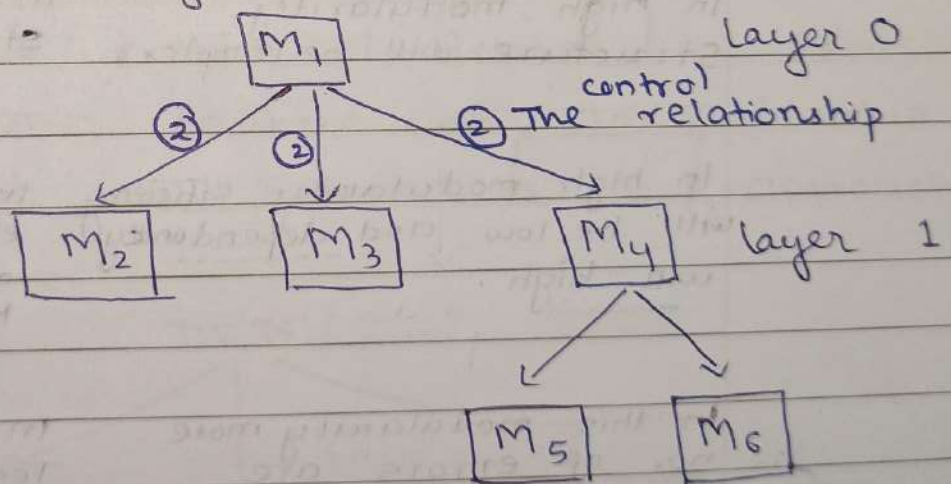 M1 layer 0
control
② ② ② The relationship
M2 M3 M4 layer 1
M5 M6